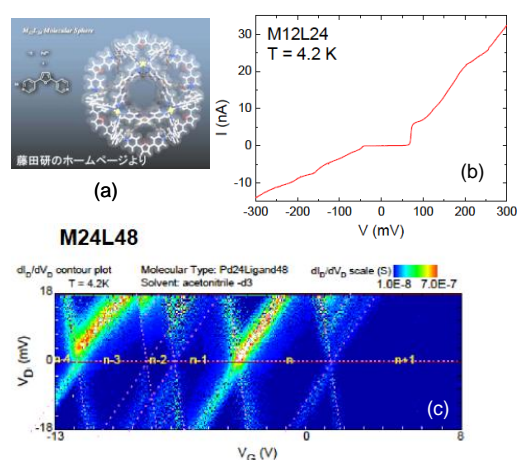 M12L24 Molecular Sphere
藤田研のホームページより
(a)
M12L24
T = 4.2 K
30
20
10
0
-10
I (nA)
-300 -200 -100 0 100 200 300
V (mV)
(b)
M24L48
dI_D/dV_D contour plot
T = 4.2K
Molecular Type: Pd24Ligand48
Solvent: acetonitrile -d3
dI_D/dV_D scale (S)
1.0E-8 7.0E-7
18
0
-18
V_D (mV)
n-4 n-3 n-2 n-1 n n+1
(c)
-13 0 8
V_G (V)